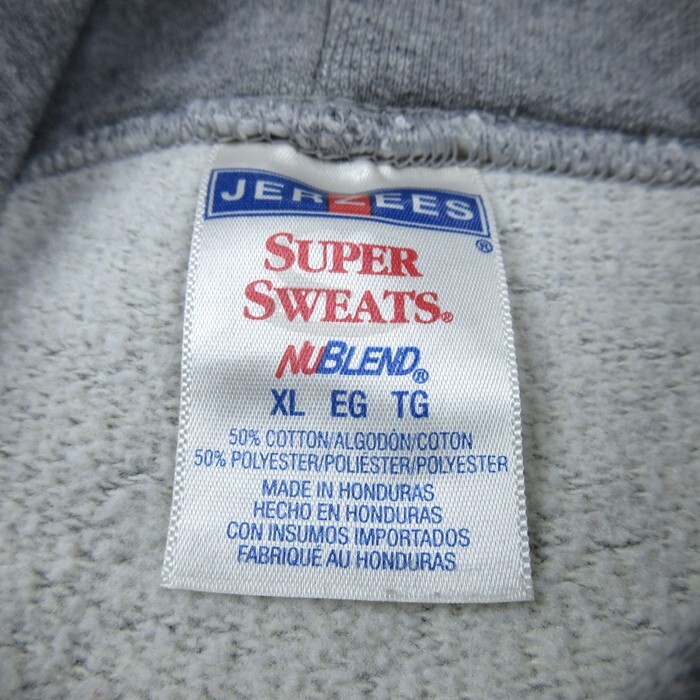 JERZEES®
SUPER
SWEATS®
NUBLEND®
XL EG TG
50% COTTON/ALGODÓN/COTON
50% POLYESTER/POLIÉSTER/POLYESTER
MADE IN HONDURAS
HECHO EN HONDURAS
CON INSUMOS IMPORTADOS
FABRIQUÉ AU HONDURAS